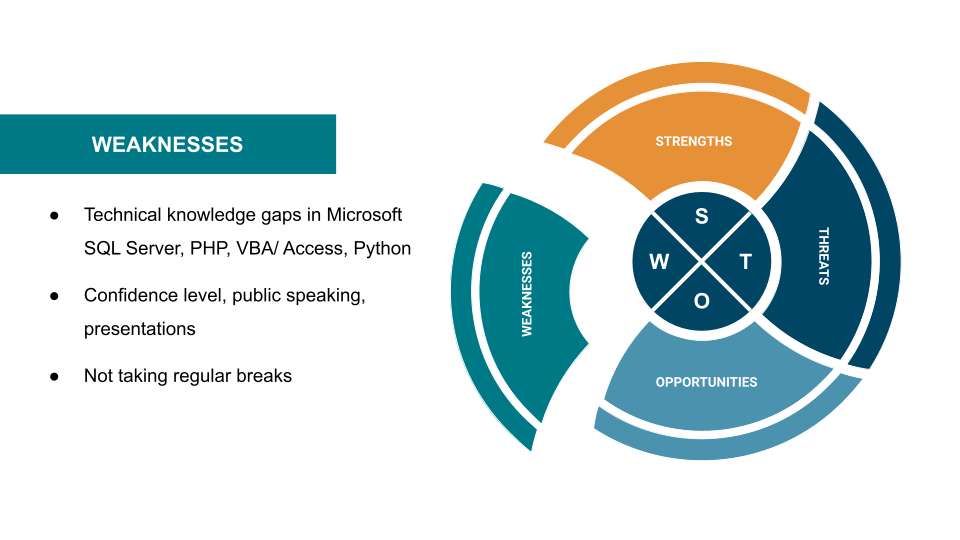 WEAKNESSES
● Technical knowledge gaps in Microsoft
SQL Server, PHP, VBA/ Access, Python
● Confidence level, public speaking,
presentations
● Not taking regular breaks
STRENGTHS
THREATS
OPPORTUNITIES
WEAKNESSES
S
W T
O